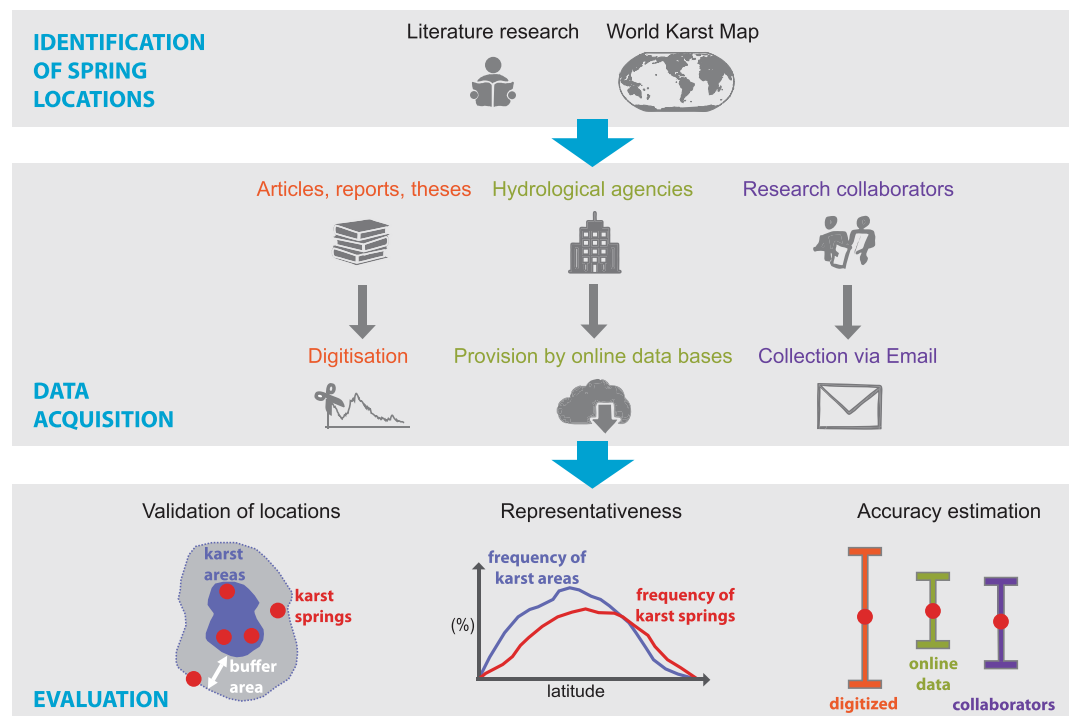 IDENTIFICATION
OF SPRING
LOCATIONS
Literature research
World Karst Map
Articles, reports, theses
Hydrological agencies
Research collaborators
Digitisation
Provision by online data bases
Collection via Email
DATA
ACQUISITION
Validation of locations
karst
areas
karst
springs
buffer
area
Representativeness
frequency of
karst areas
frequency of
karst springs
(%)
latitude
Accuracy estimation
digitized
online
data
collaborators
EVALUATION